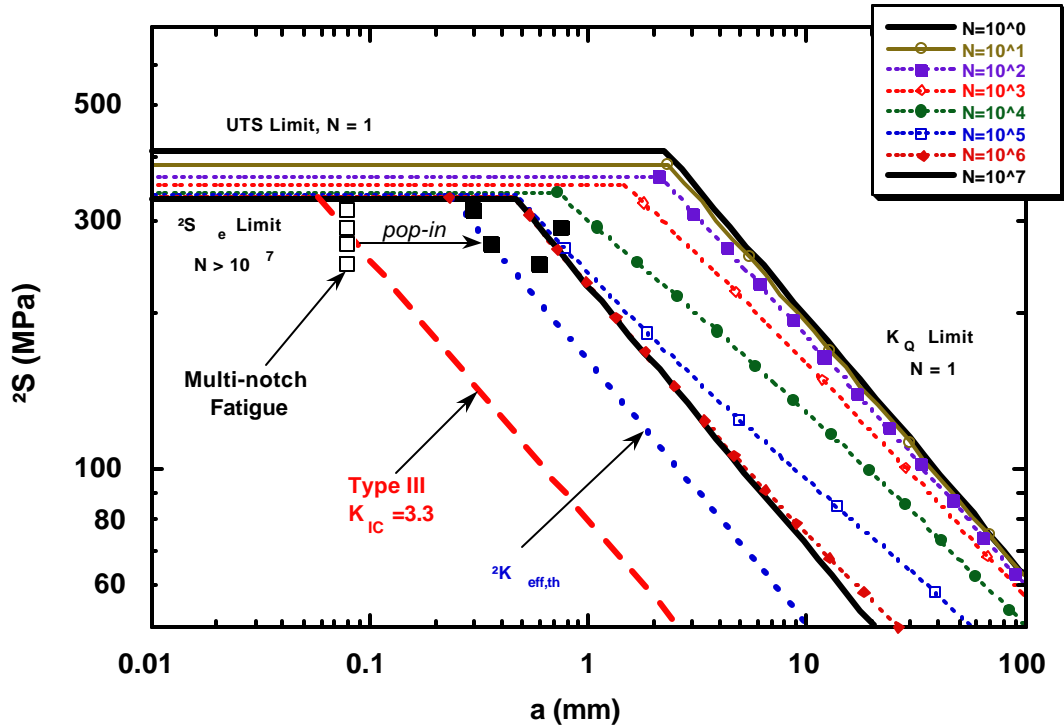 N=10^0
N=10^1
N=10^2
N=10^3
N=10^4
N=10^5
N=10^6
N=10^7
500
300
100
80
60
²S (MPa)
UTS Limit, N = 1
²S e Limit
N > 10 7
pop-in
Multi-notch
Fatigue
Type III
K IC =3.3
²K eff,th
K Q Limit
N = 1
0.01
0.1
1
10
100
a (mm)